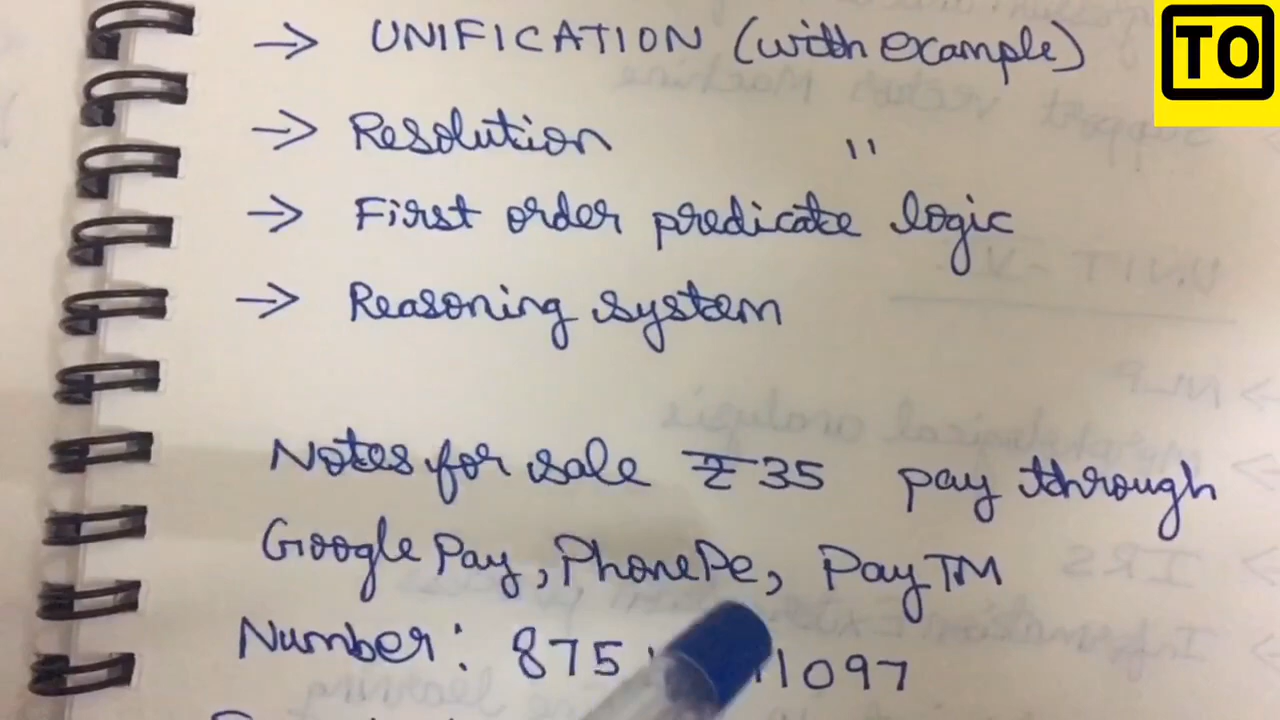 TO
→ UNIFICATION (with example)
→ Resolution "
→ First order predicate logic
→ Reasoning system
Notes for sale ₹35 pay through
Google Pay, PhonePe, PayTM
Number: 875 1097